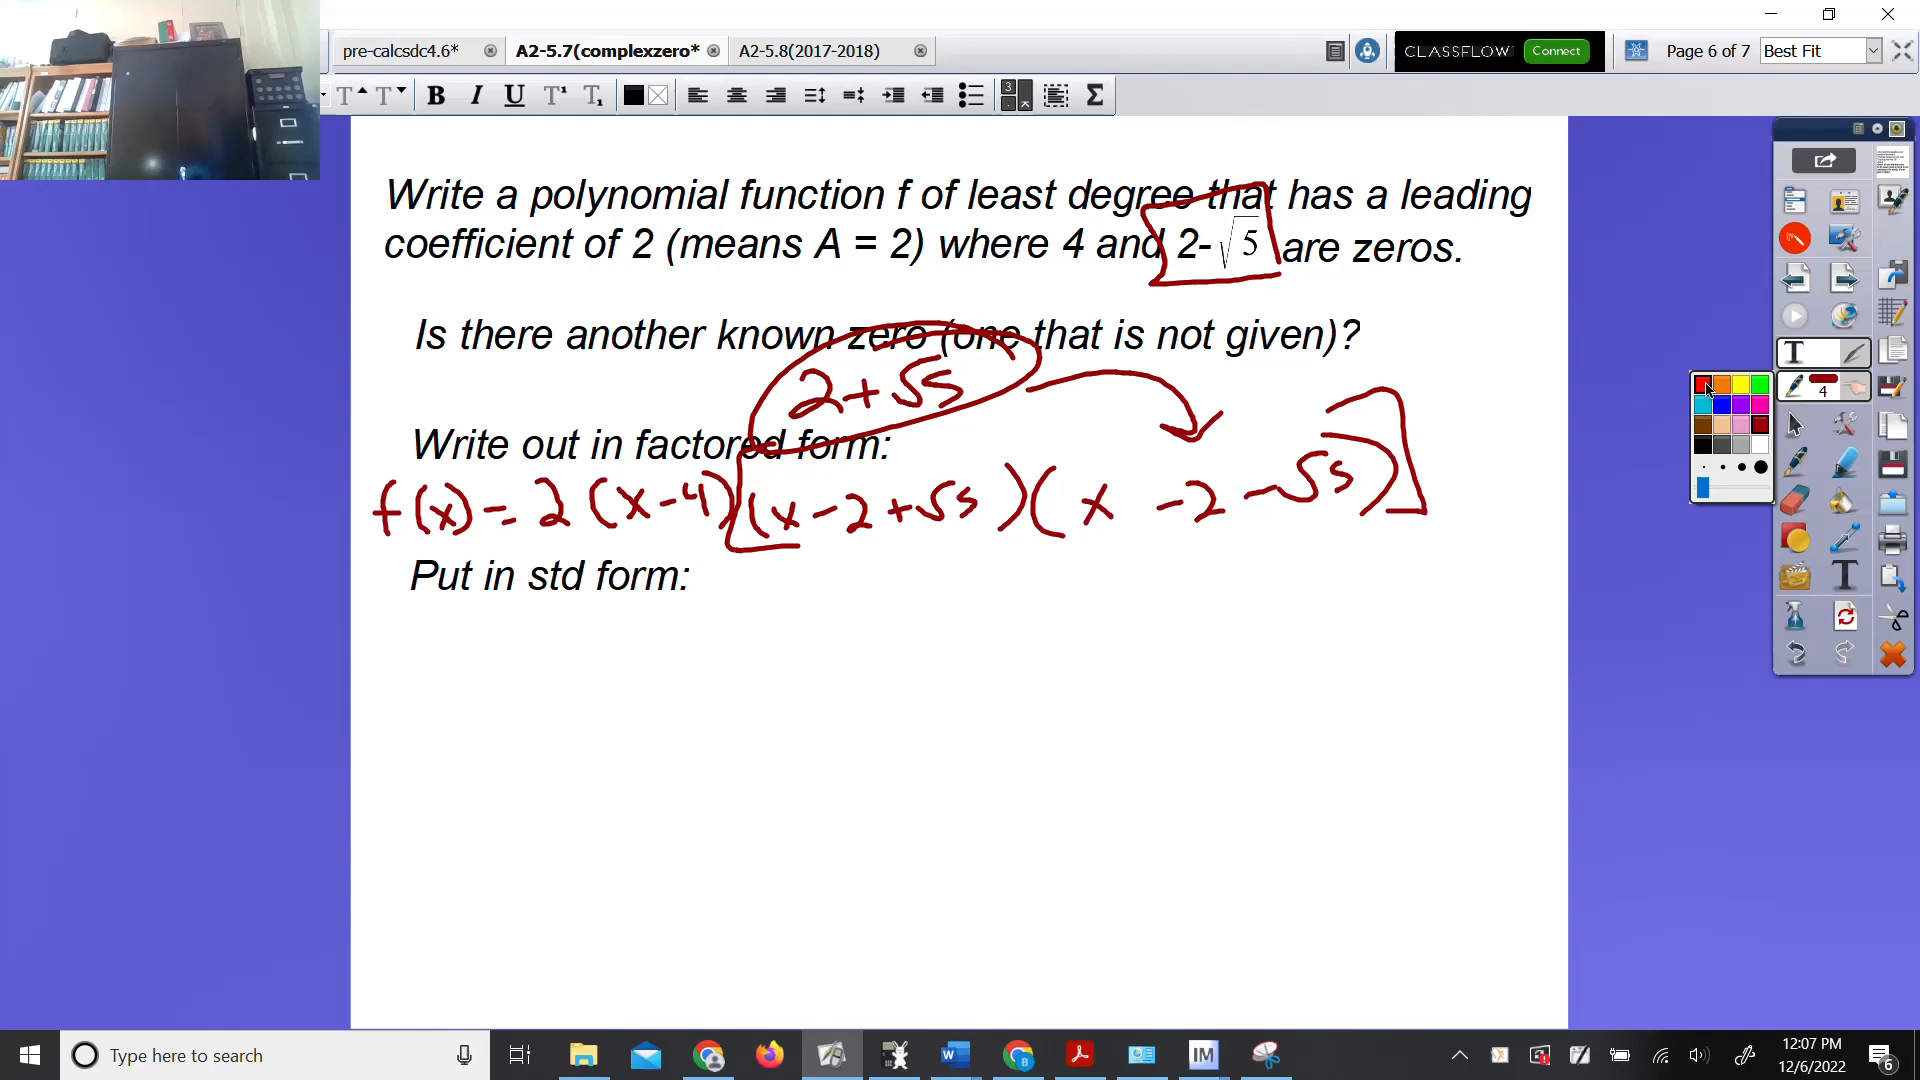 pre-calcsdc4.6*
A2-5.7(complexzero*
A2-5.8(2017-2018)
CLASSFLOW
Connect
Page 6 of 7
Best Fit
B I U
Write a polynomial function f of least degree that has a leading
coefficient of 2 (means A = 2) where 4 and 2-√5 are zeros.
Is there another known zero (one that is not given)?
2+√5
Write out in factored form:
f(x) = 2(x-4)(x-2+√5)(x -2 -√5)
Put in std form:
4
Type here to search
IM
12:07 PM
12/6/2022
6